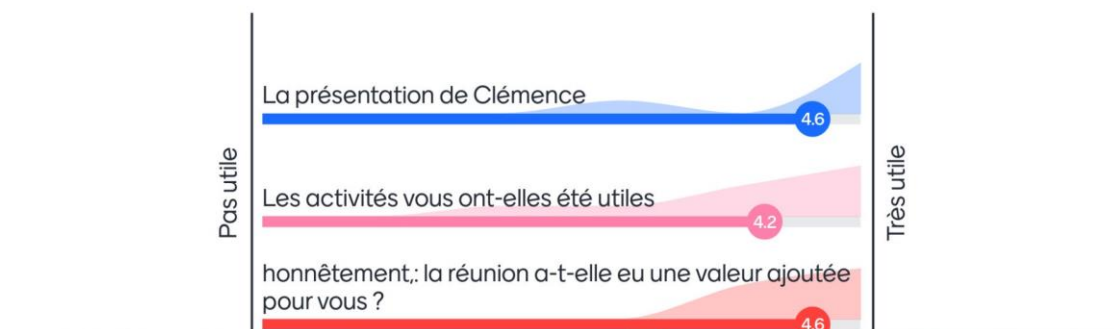 La présentation de Clémence
4.6
Pas utile
Les activités vous ont-elles été utiles
4.2
Très utile
honnêtement,: la réunion a-t-elle eu une valeur ajoutée
pour vous ?
4.6